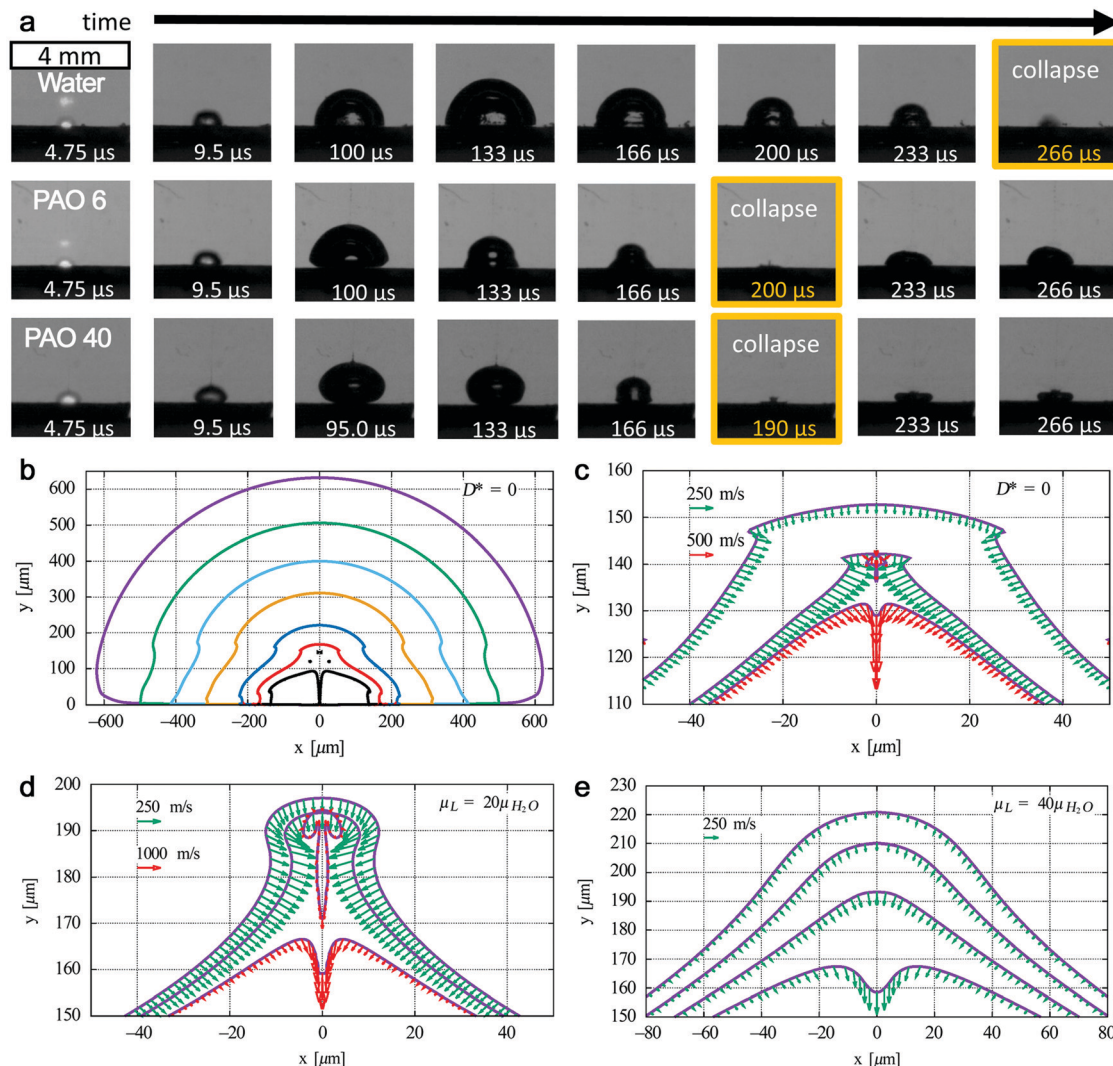 a time
4 mm
Water
4.75 µs 9.5 µs 100 µs 133 µs 166 µs 200 µs 233 µs collapse 266 µs
PAO 6
4.75 µs 9.5 µs 100 µs 133 µs 166 µs collapse 200 µs 233 µs 266 µs
PAO 40
4.75 µs 9.5 µs 95.0 µs 133 µs 166 µs collapse 190 µs 233 µs 266 µs
b
D* = 0
y [µm]
600
500
400
300
200
100
0
−600 −400 −200 0 200 400 600
x [µm]
c
250 m/s
500 m/s
D* = 0
y [µm]
160
150
140
130
120
110
−40 −20 0 20 40
x [µm]
d
250 m/s
1000 m/s
μL = 20μH2O
y [µm]
200
190
180
170
160
150
−40 −20 0 20 40
x [µm]
e
250 m/s
μL = 40μH2O
y [µm]
230
220
210
200
190
180
170
160
150
−80 −60 −40 −20 0 20 40 60 80
x [µm]